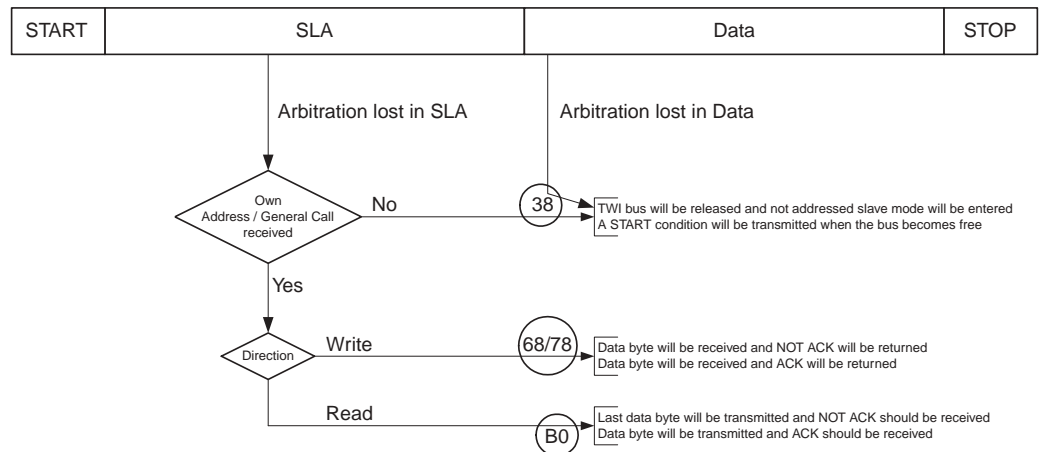 START SLA Data STOP
Arbitration lost in SLA Arbitration lost in Data
Own
Address / General Call
received
No
38
TWI bus will be released and not addressed slave mode will be entered
A START condition will be transmitted when the bus becomes free
Yes
Direction
Write
68/78
Data byte will be received and NOT ACK will be returned
Data byte will be received and ACK will be returned
Read
B0
Last data byte will be transmitted and NOT ACK should be received
Data byte will be transmitted and ACK should be received